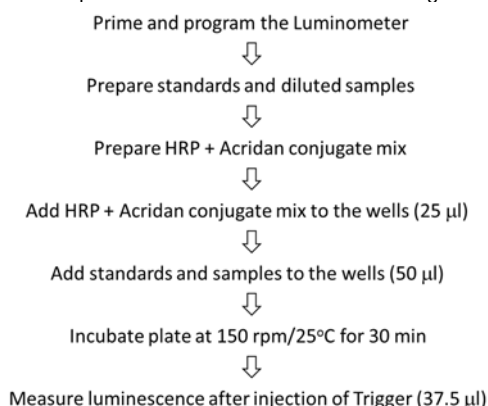 Prime and program the Luminometer
⇩
Prepare standards and diluted samples
⇩
Prepare HRP + Acridan conjugate mix
⇩
Add HRP + Acridan conjugate mix to the wells (25 µl)
⇩
Add standards and samples to the wells (50 µl)
⇩
Incubate plate at 150 rpm/25°C for 30 min
⇩
Measure luminescence after injection of Trigger (37.5 µl)